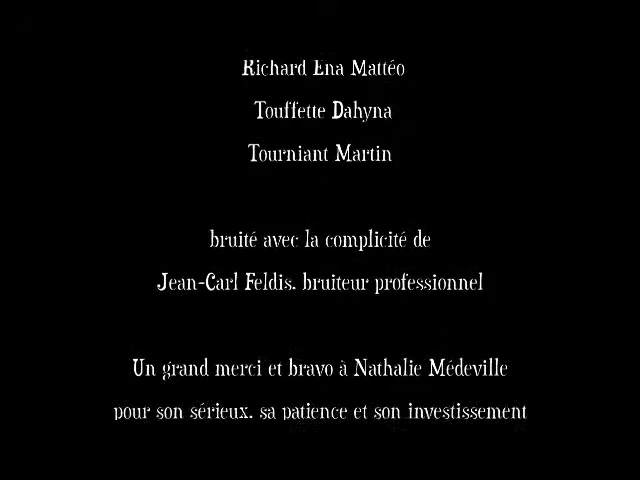 Richard Ena Mattéo
Touffette Dahyna
Tourniant Martin
bruité avec la complicité de
Jean-Carl Feldis, bruiteur professionnel
Un grand merci et bravo à Nathalie Médeville
pour son sérieux, sa patience et son investissement